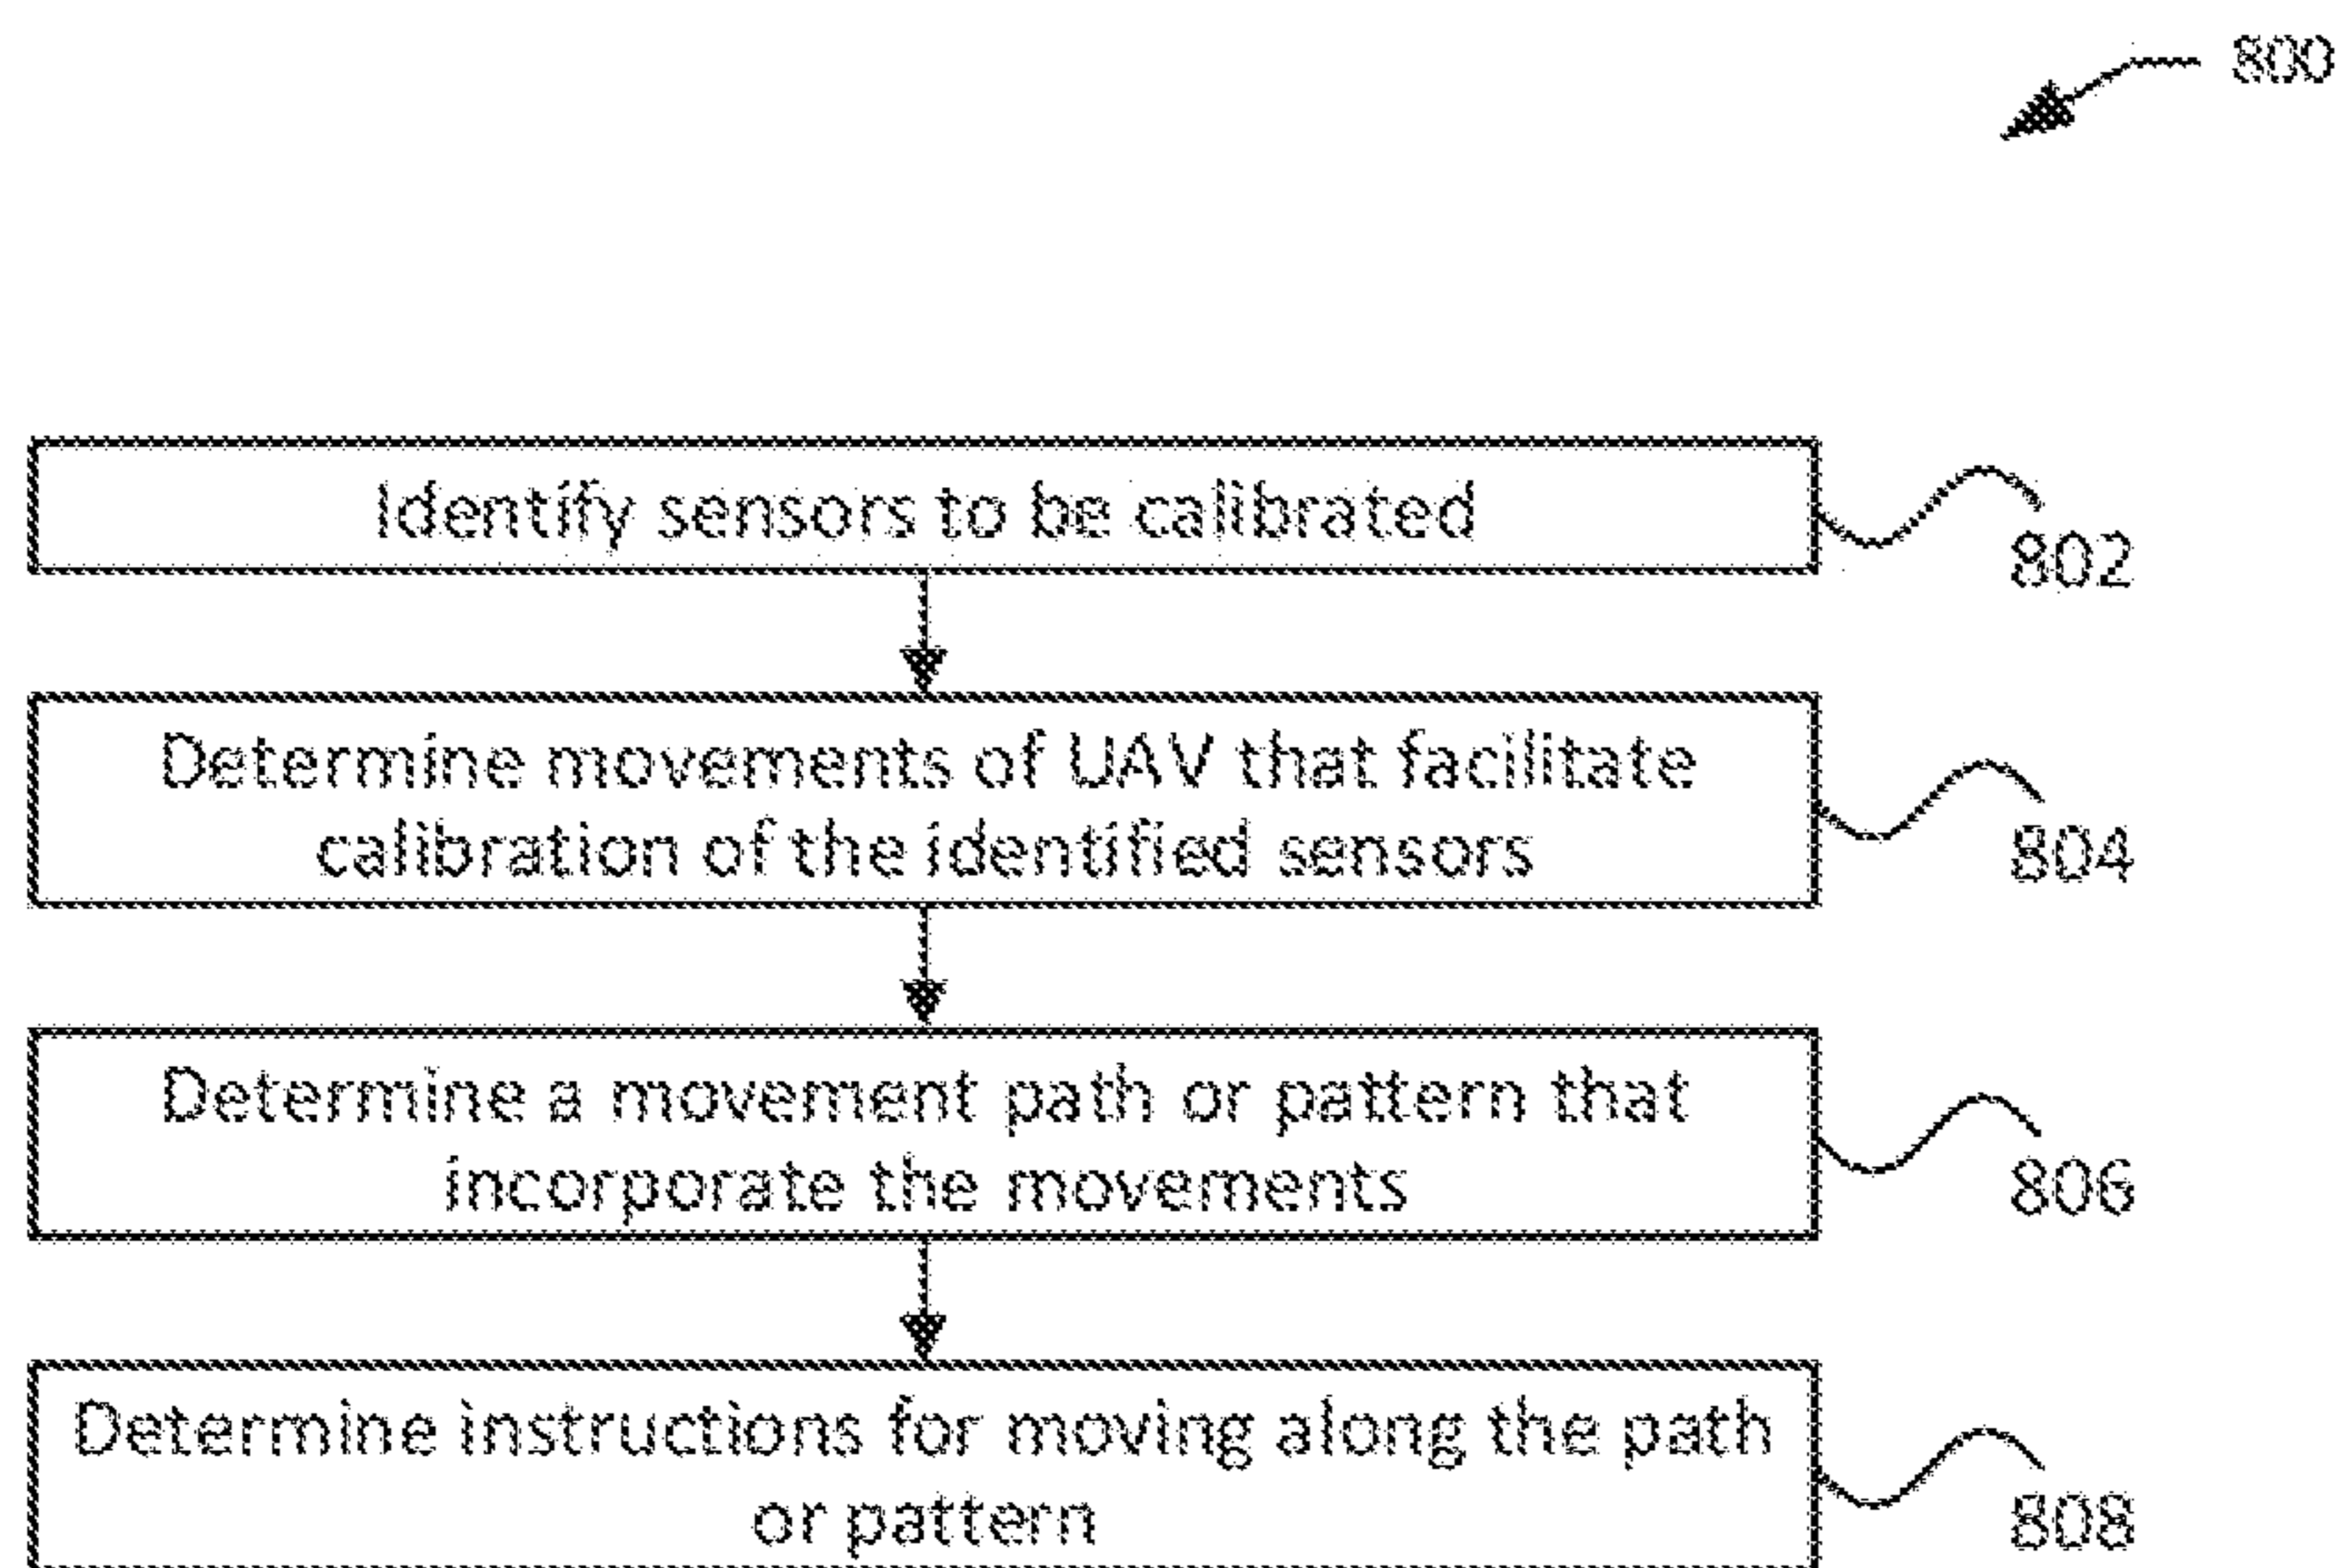 800
Identify sensors to be calibrated
802
Determine movements of UAV that facilitate
calibration of the identified sensors
804
Determine a movement path or pattern that
incorporate the movements
806
Determine instructions for moving along the path
or pattern
808